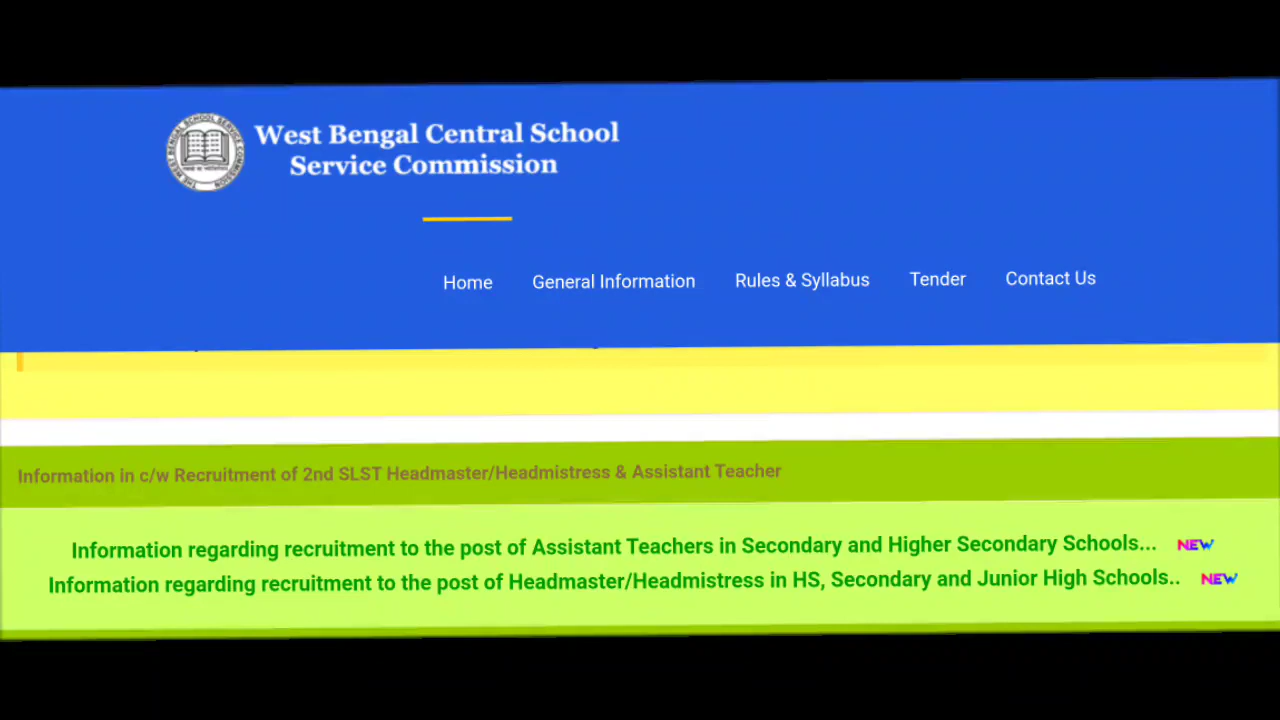 West Bengal Central School
Service Commission
Home General Information Rules & Syllabus Tender Contact Us
Information in c/w Recruitment of 2nd SLST Headmaster/Headmistress & Assistant Teacher
Information regarding recruitment to the post of Assistant Teachers in Secondary and Higher Secondary Schools... NEW
Information regarding recruitment to the post of Headmaster/Headmistress in HS, Secondary and Junior High Schools.. NEW